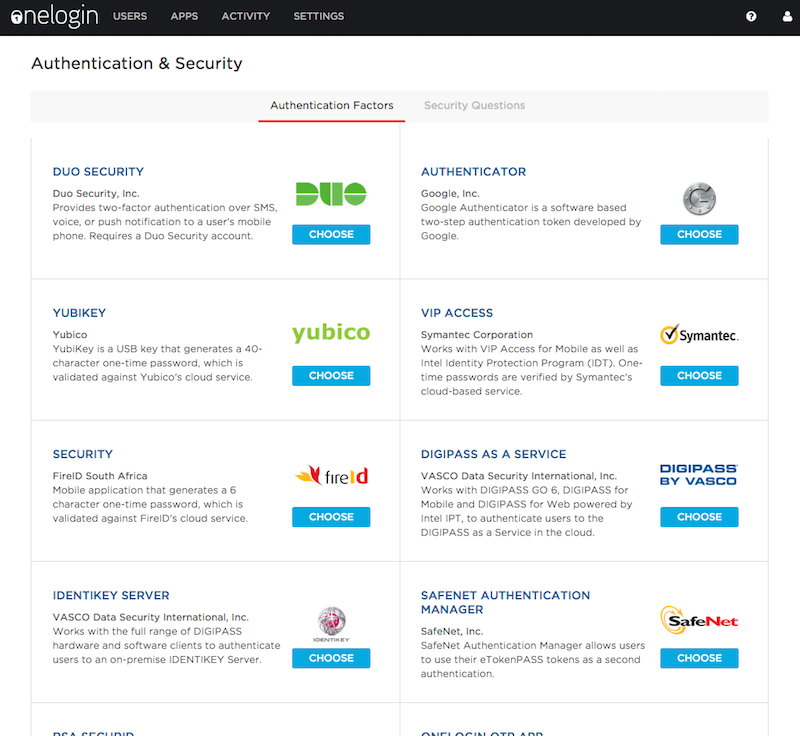 onelogin USERS APPS ACTIVITY SETTINGS ?
Authentication & Security
Authentication Factors Security Questions
DUO SECURITY
Duo Security, Inc.
Provides two-factor authentication over SMS,
voice, or push notification to a user's mobile
phone. Requires a Duo Security account.
DUO
CHOOSE
AUTHENTICATOR
Google, Inc.
Google Authenticator is a software based
two-step authentication token developed by
Google.
G
CHOOSE
YUBIKEY
Yubico
YubiKey is a USB key that generates a 40-
character one-time password, which is
validated against Yubico's cloud service.
yubico
CHOOSE
VIP ACCESS
Symantec Corporation
Works with VIP Access for Mobile as well as
Intel Identity Protection Program (IDT). One-
time passwords are verified by Symantec's
cloud-based service.
Symantec.
CHOOSE
SECURITY
FireID South Africa
Mobile application that generates a 6
character one-time password, which is
validated against FireID's cloud service.
fireId
CHOOSE
DIGIPASS AS A SERVICE
VASCO Data Security International, Inc.
Works with DIGIPASS GO 6, DIGIPASS for
Mobile and DIGIPASS for Web powered by
Intel IPT, to authenticate users to the
DIGIPASS as a Service in the cloud.
DIGIPASS
BY VASCO
CHOOSE
IDENTIKEY SERVER
VASCO Data Security International, Inc.
Works with the full range of DIGIPASS
hardware and software clients to authenticate
users to an on-premise IDENTIKEY Server.
IDENTIKEY
CHOOSE
SAFENET AUTHENTICATION
MANAGER
SafeNet, Inc.
SafeNet Authentication Manager allows users
to use their eTokenPASS tokens as a second
authentication.
SafeNet
CHOOSE
RSA SECURID
ONELOGIN OTP APP